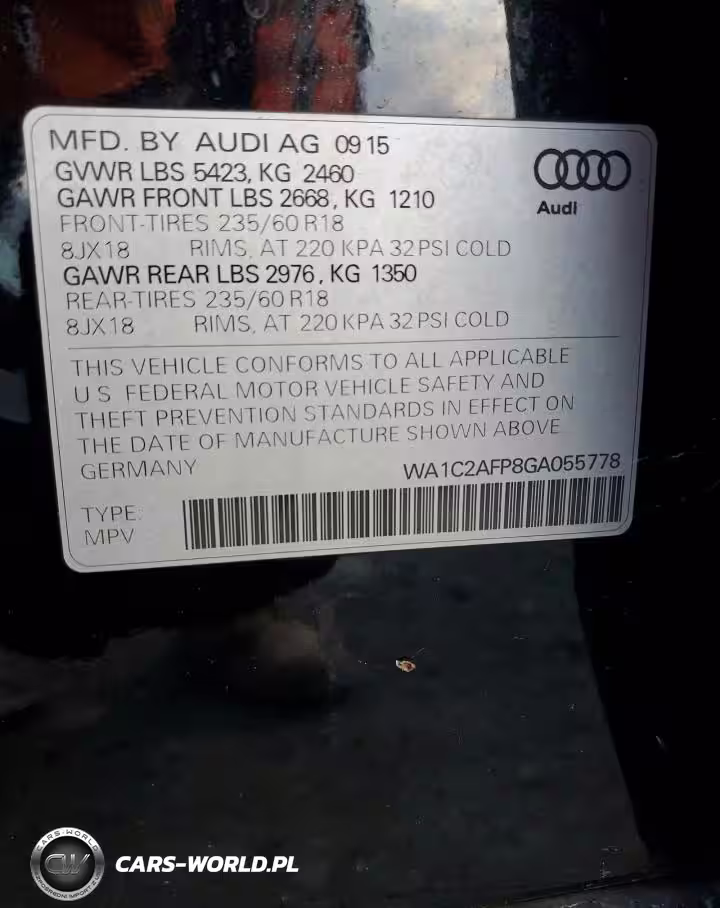 MFD. BY AUDI AG 09 15
GVWR LBS 5423, KG 2460
GAWR FRONT LBS 2668, KG 1210
FRONT-TIRES 235/60 R18
8JX18 RIMS, AT 220 KPA 32 PSI COLD
GAWR REAR LBS 2976, KG 1350
REAR-TIRES 235/60 R18
8JX18 RIMS, AT 220 KPA 32 PSI COLD
Audi
THIS VEHICLE CONFORMS TO ALL APPLICABLE
U S FEDERAL MOTOR VEHICLE SAFETY AND
THEFT PREVENTION STANDARDS IN EFFECT ON
THE DATE OF MANUFACTURE SHOWN ABOVE
GERMANY WA1C2AFP8GA055778
TYPE:
MPV
CARS-WORLD
CW
CARS-WORLD.PL